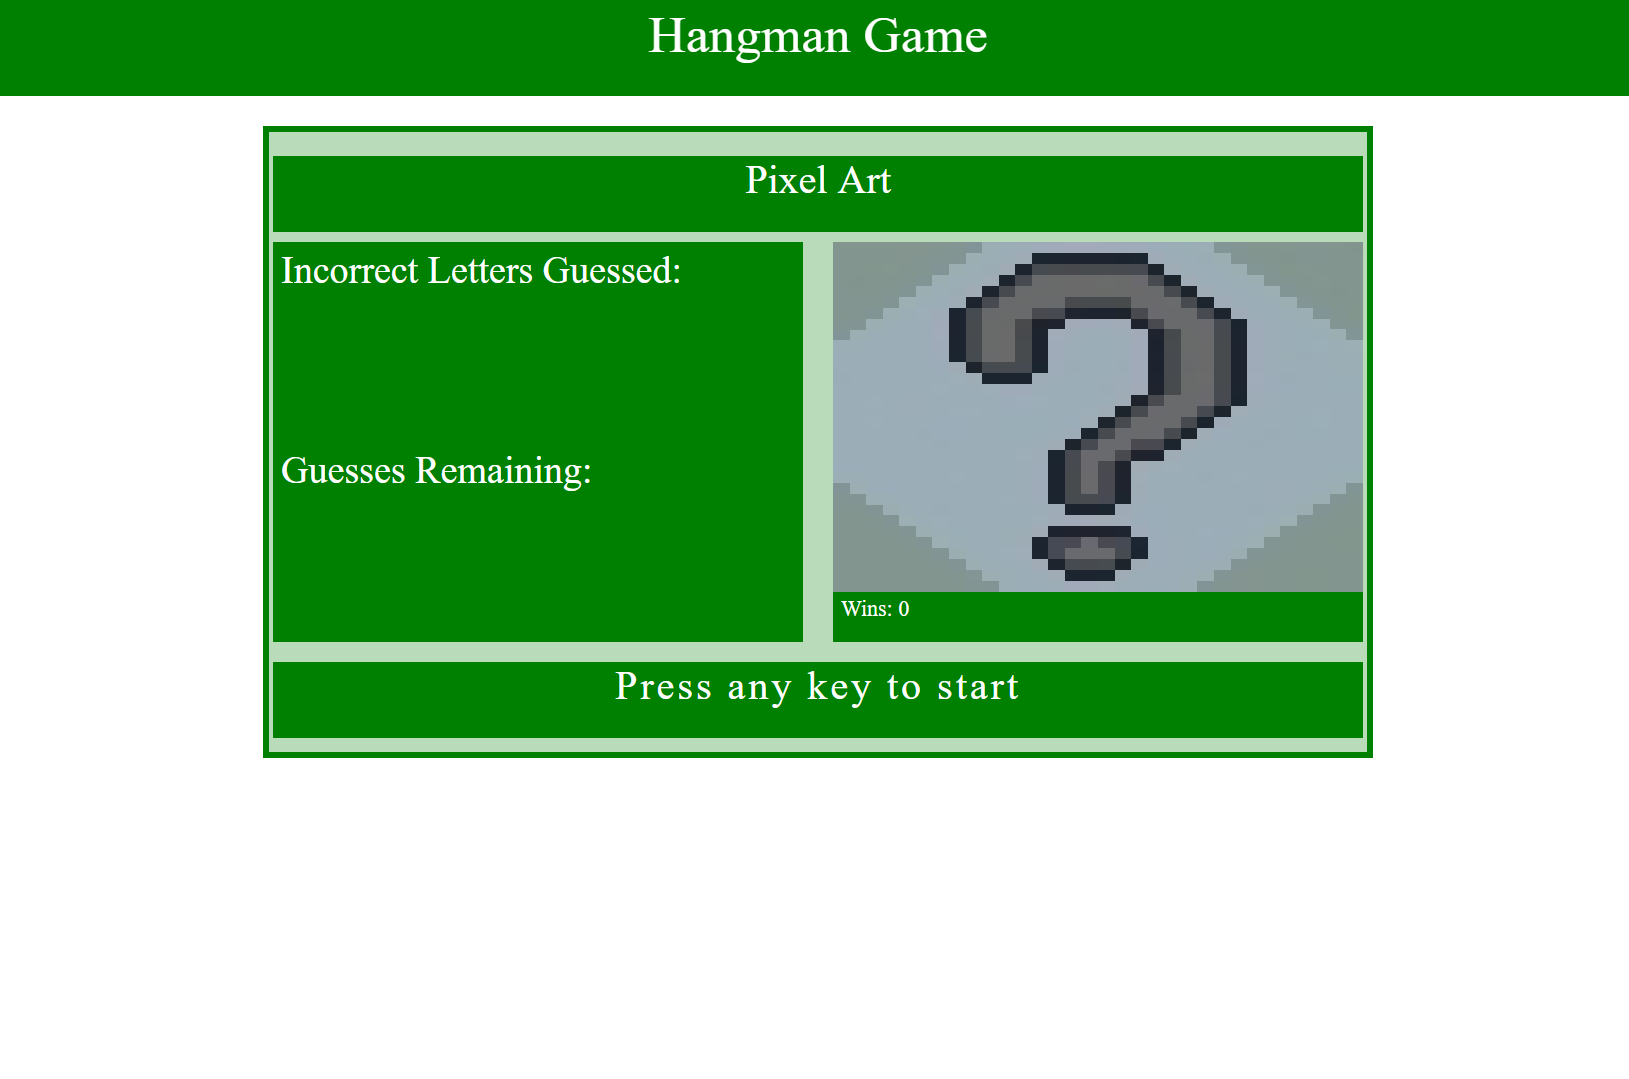 Hangman Game
Pixel Art
Incorrect Letters Guessed:
Guesses Remaining:
Wins: 0
Press any key to start